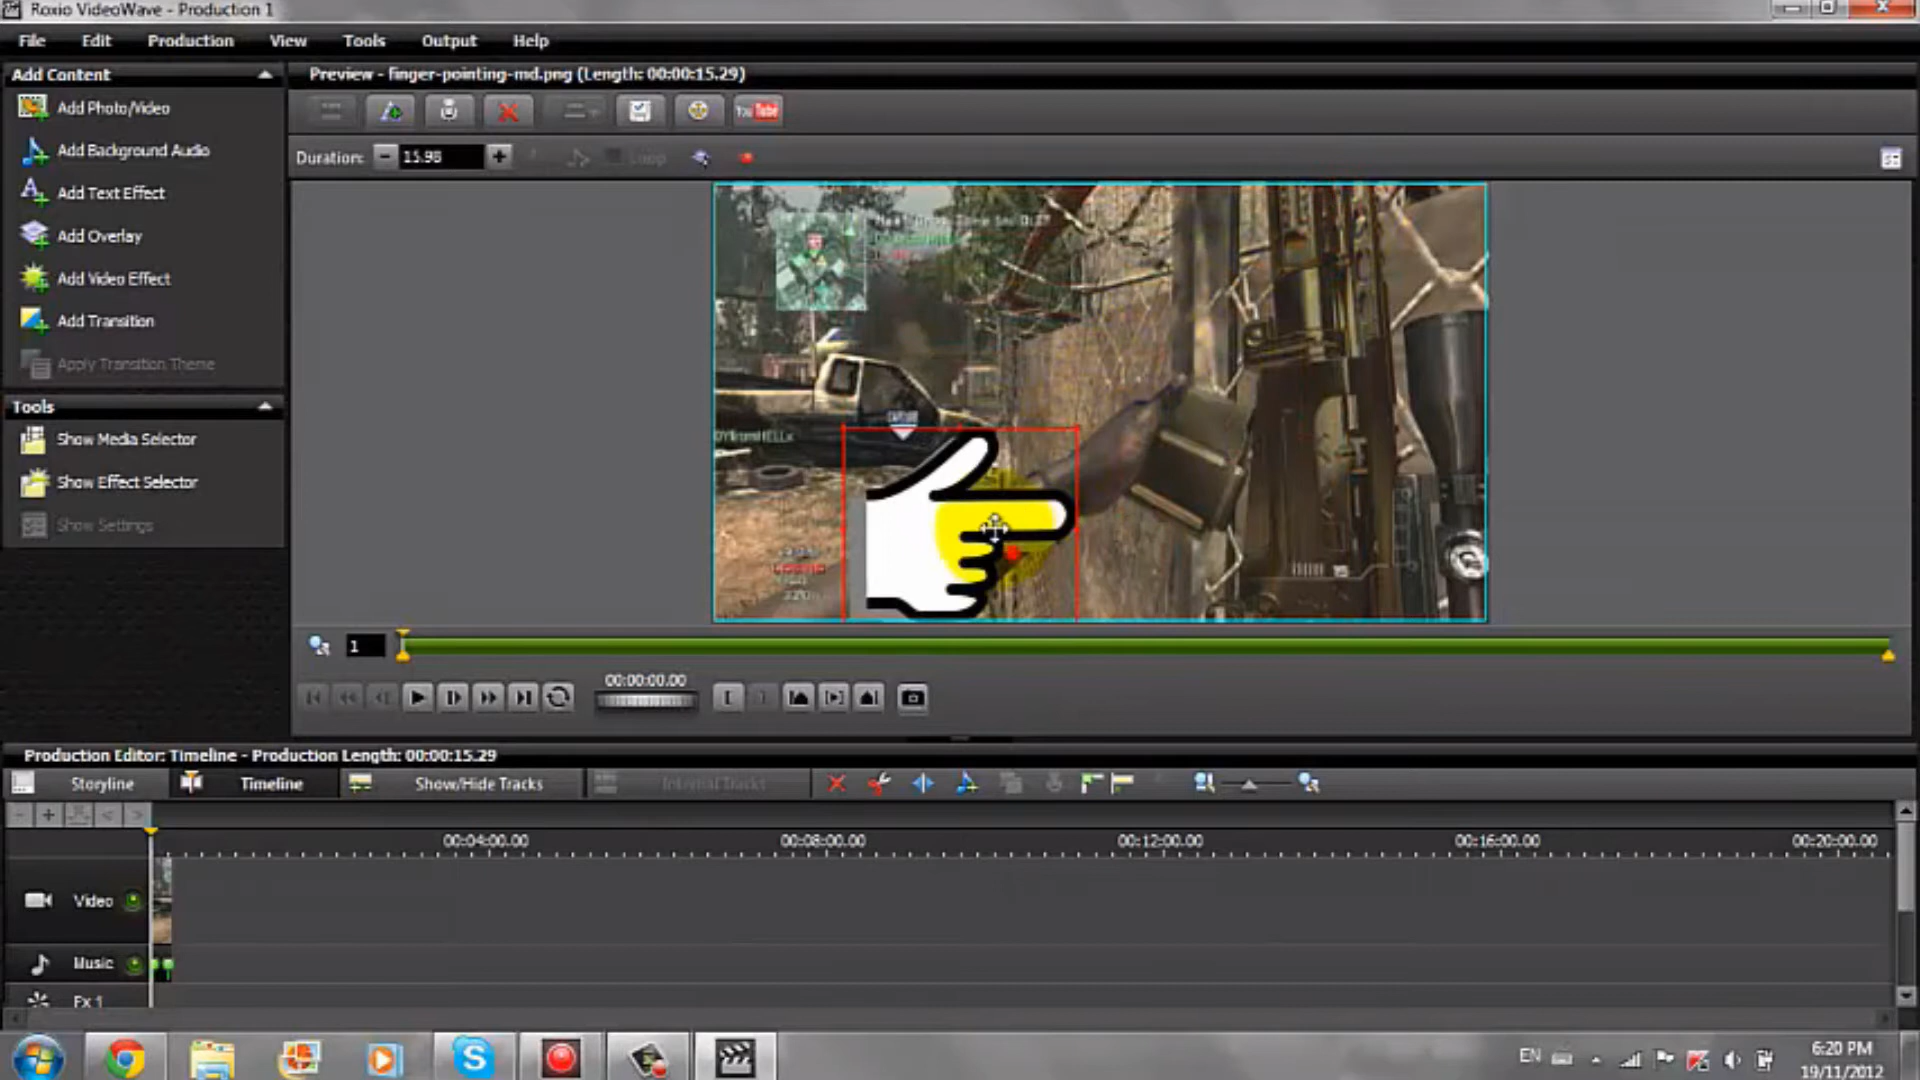 Roxio VideoWave - Production 1
File Edit Production View Tools Output Help
Add Content
Add Photo/Video
Add Background Audio
Add Text Effect
Add Overlay
Add Video Effect
Add Transition
Apply Transition Theme
Tools
Show Media Selector
Show Effect Selector
Show Settings
Preview - finger-pointing-md.png (Length: 00:00:15.29)
You Tube
Duration: 15.98 Loop
1
00:00:00.00
Production Editor: Timeline - Production Length: 00:00:15.29
Storyline Timeline Show/Hide Tracks Internal Tracks
00:04:00.00 00:08:00.00 00:12:00.00 00:16:00.00 00:20:00.00
Video
Music
Fx 1
EN
6:20 PM
19/11/2012